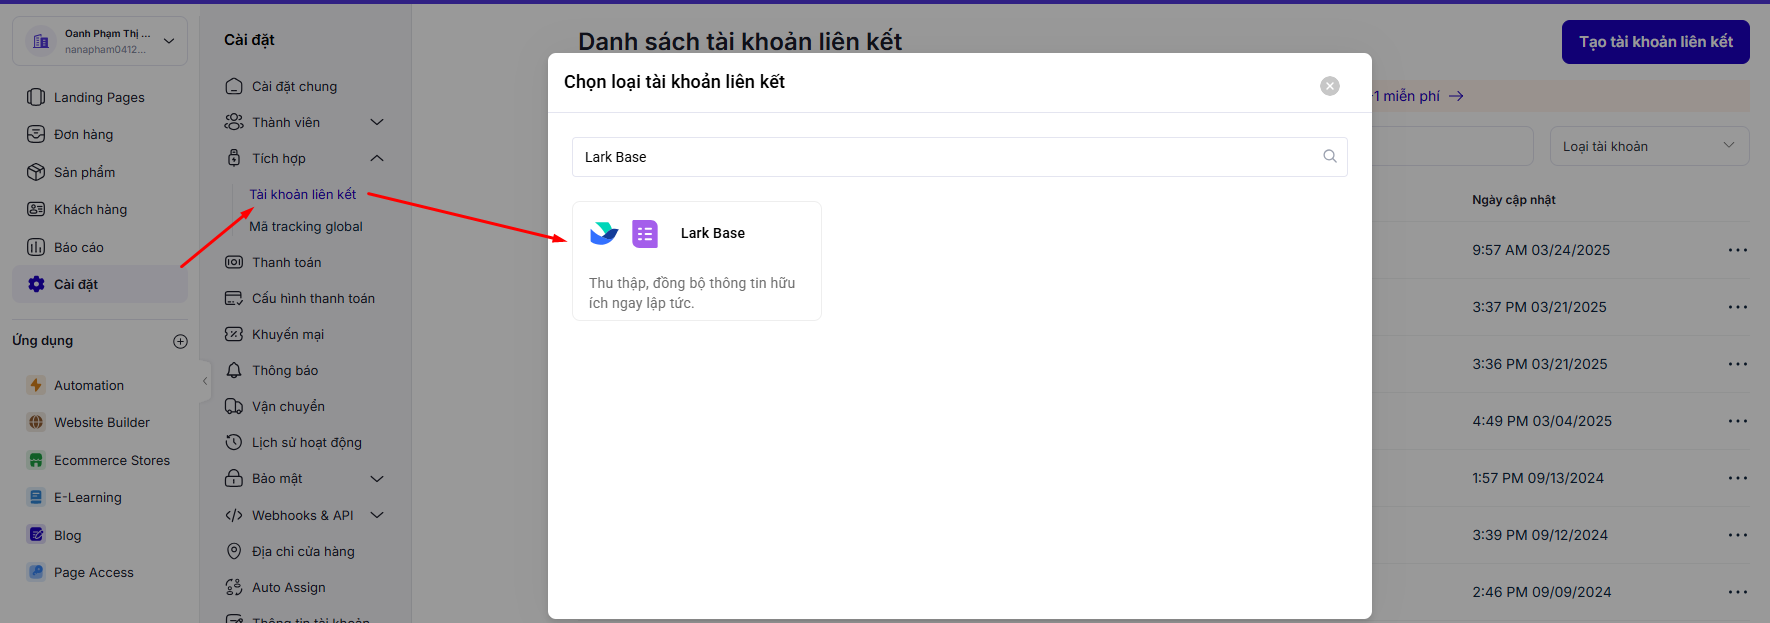 Oanh Phạm Thị ...
nanapham0412...
Landing Pages
Đơn hàng
Sản phẩm
Khách hàng
Báo cáo
Cài đặt
Ứng dụng
Automation
Website Builder
Ecommerce Stores
E-Learning
Blog
Page Access
Cài đặt
Cài đặt chung
Thành viên
Tích hợp
Tài khoản liên kết
Mã tracking global
Thanh toán
Cấu hình thanh toán
Khuyến mại
Thông báo
Vận chuyển
Lịch sử hoạt động
Bảo mật
Webhooks & API
Địa chỉ cửa hàng
Auto Assign
Thông tin tài khoản
Danh sách tài khoản liên kết
Tạo tài khoản liên kết
Chọn loại tài khoản liên kết
Lark Base
Lark Base
Thu thập, đồng bộ thông tin hữu
ích ngay lập tức.
1 miễn phí
Loại tài khoản
Ngày cập nhật
9:57 AM 03/24/2025
3:37 PM 03/21/2025
3:36 PM 03/21/2025
4:49 PM 03/04/2025
1:57 PM 09/13/2024
3:39 PM 09/12/2024
2:46 PM 09/09/2024